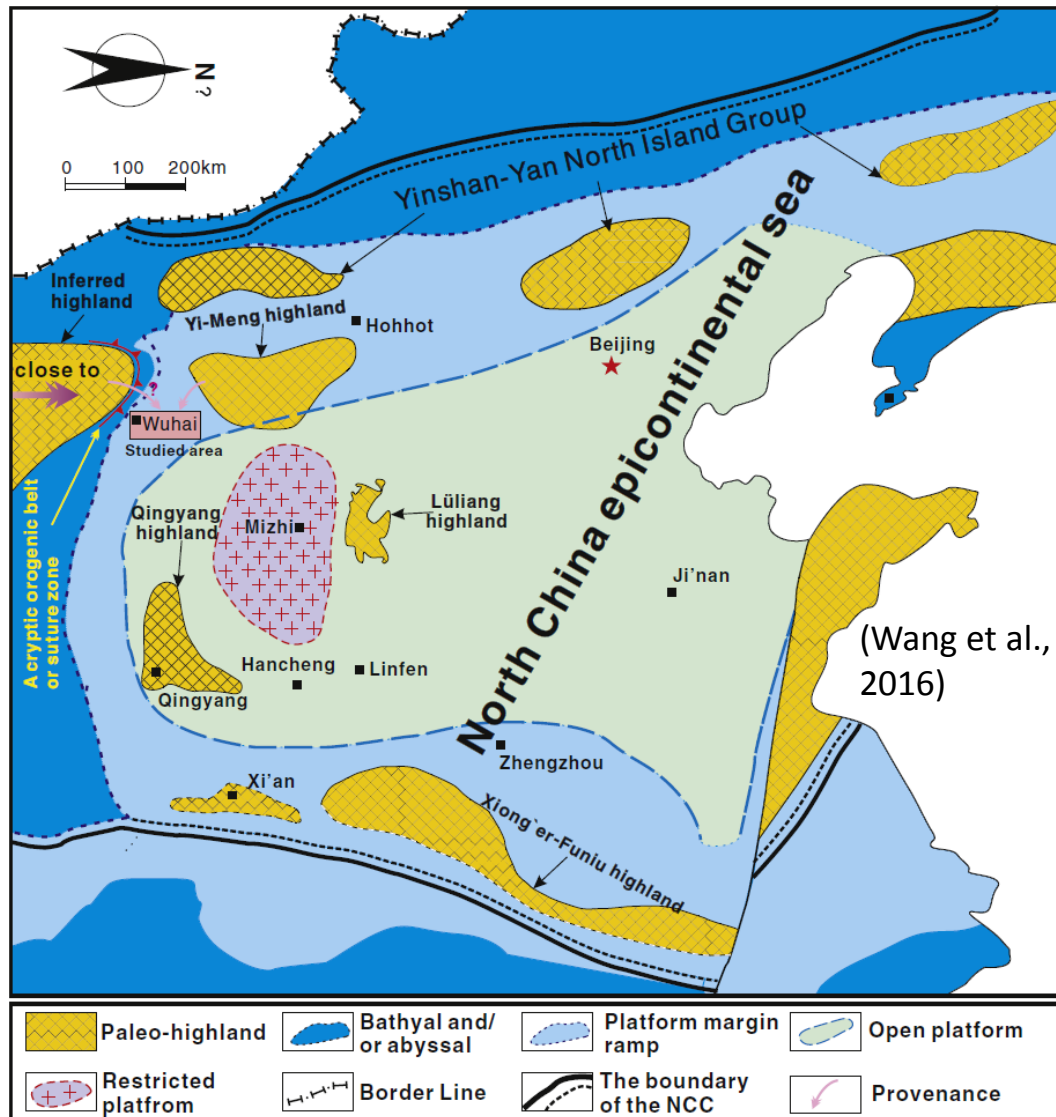 N?
0 100 200km
Yinshan-Yan North Island Group
Inferred
highland
Yi-Meng highland
Hohhot
close to
?
Beijing
Wuhai
Studied area
North China epicontinental sea
Qingyang
highland
Mizhi
Lüliang
highland
A cryptic orogenic belt
or suture zone
Ji'nan
(Wang et al.,
2016)
Hancheng
Linfen
Qingyang
Zhengzhou
Xi'an
Xiong`er-Funiu highland
Paleo-highland
Bathyal and/
or abyssal
Platform margin
ramp
Open platform
Restricted
platfrom
Border Line
The boundary
of the NCC
Provenance